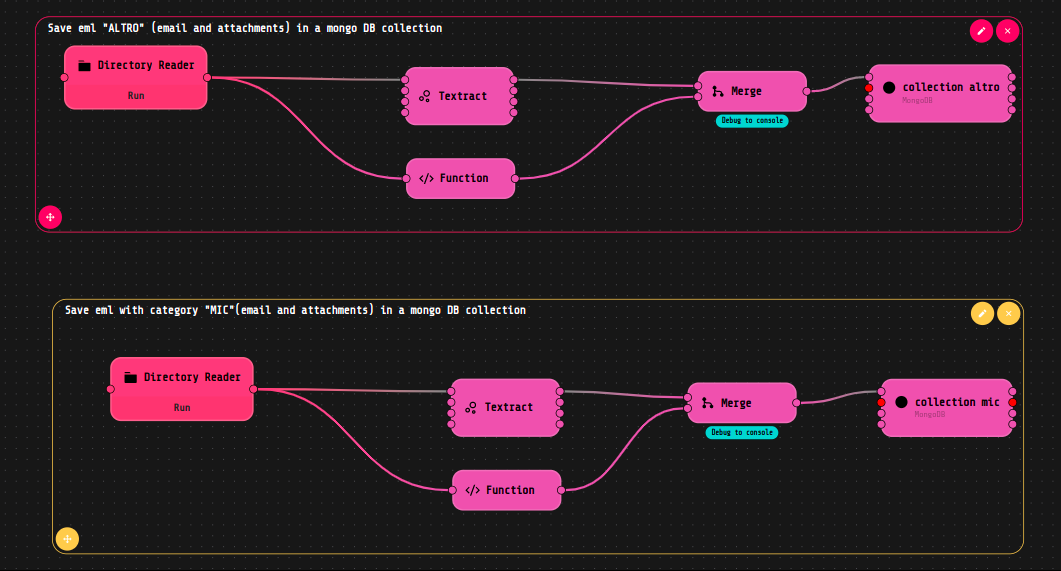 Save eml "ALTRO" (email and attachments) in a mongo DB collection
Directory Reader
Run
Textract
Function
Merge
Debug to console
collection altro
MongoDB
Save eml with category "MIC"(email and attachments) in a mongo DB collection
Directory Reader
Run
Textract
Function
Merge
Debug to console
collection mic
MongoDB